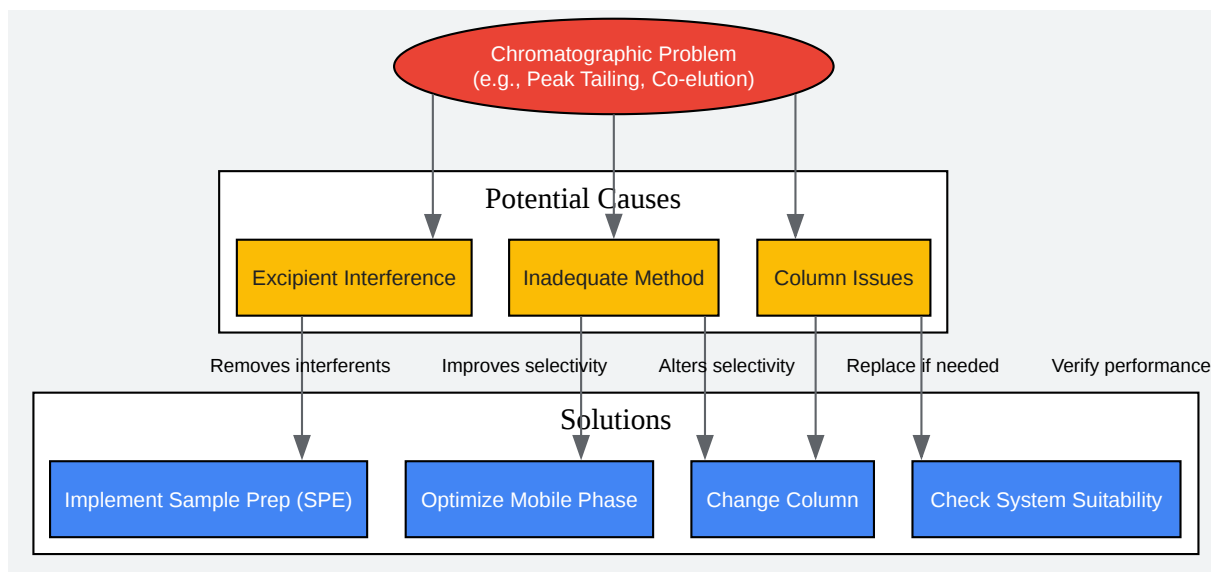 Chromatographic Problem
(e.g., Peak Tailing, Co-elution)
Potential Causes
Excipient Interference
Inadequate Method
Column Issues
Removes interferents
Improves selectivity
Alters selectivity
Replace if needed
Verify performance
Solutions
Implement Sample Prep (SPE)
Optimize Mobile Phase
Change Column
Check System Suitability